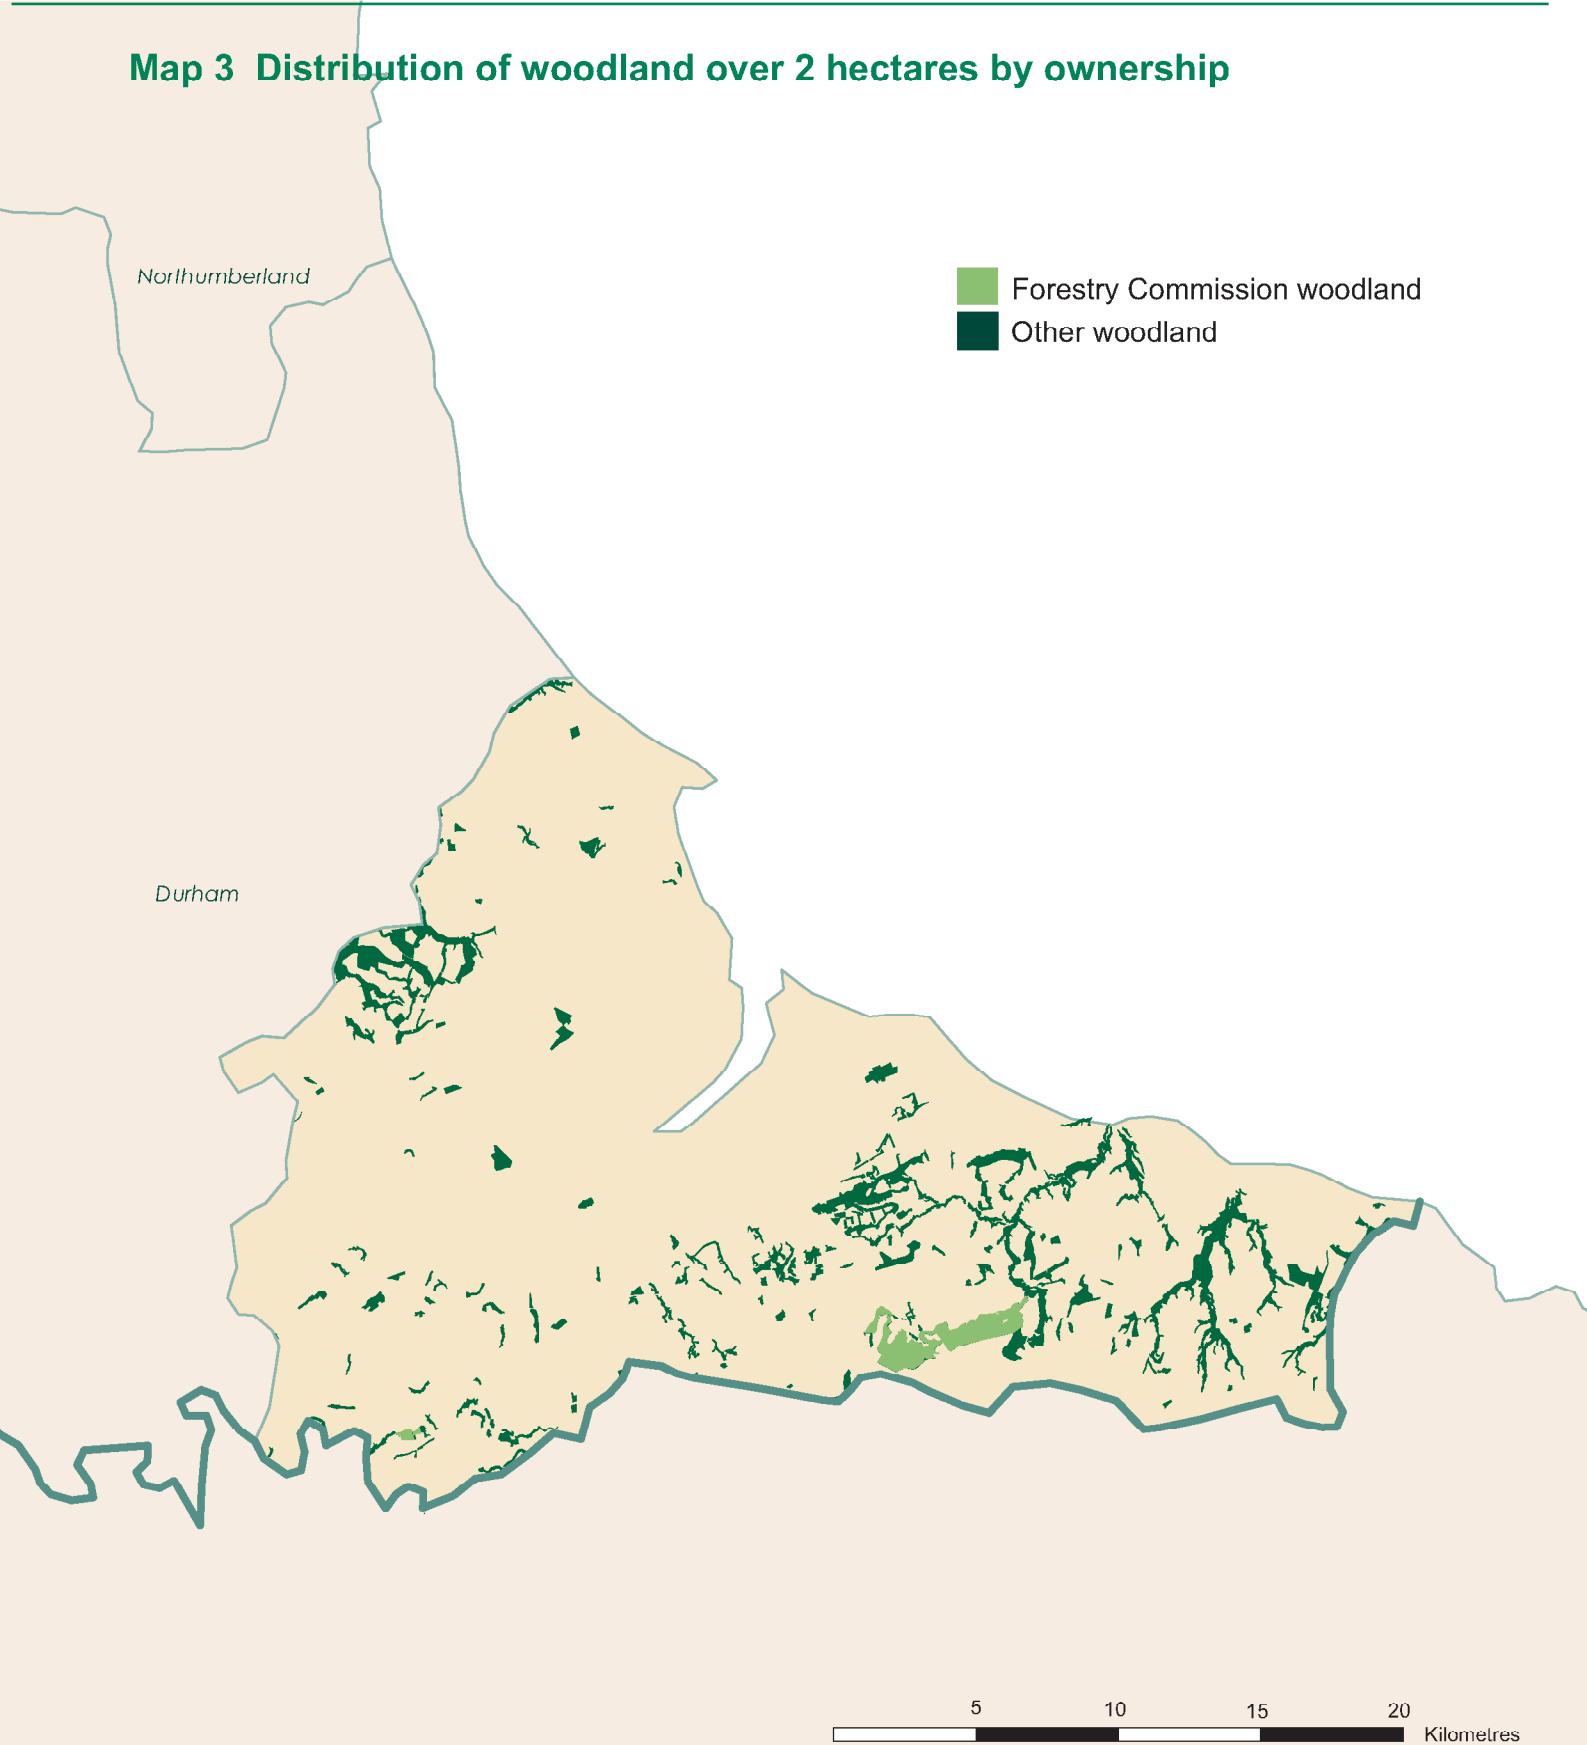 Map 3 Distribution of woodland over 2 hectares by ownership
Northumberland
Forestry Commission woodland
Other woodland
Durham
5 10 15 20
Kilometres